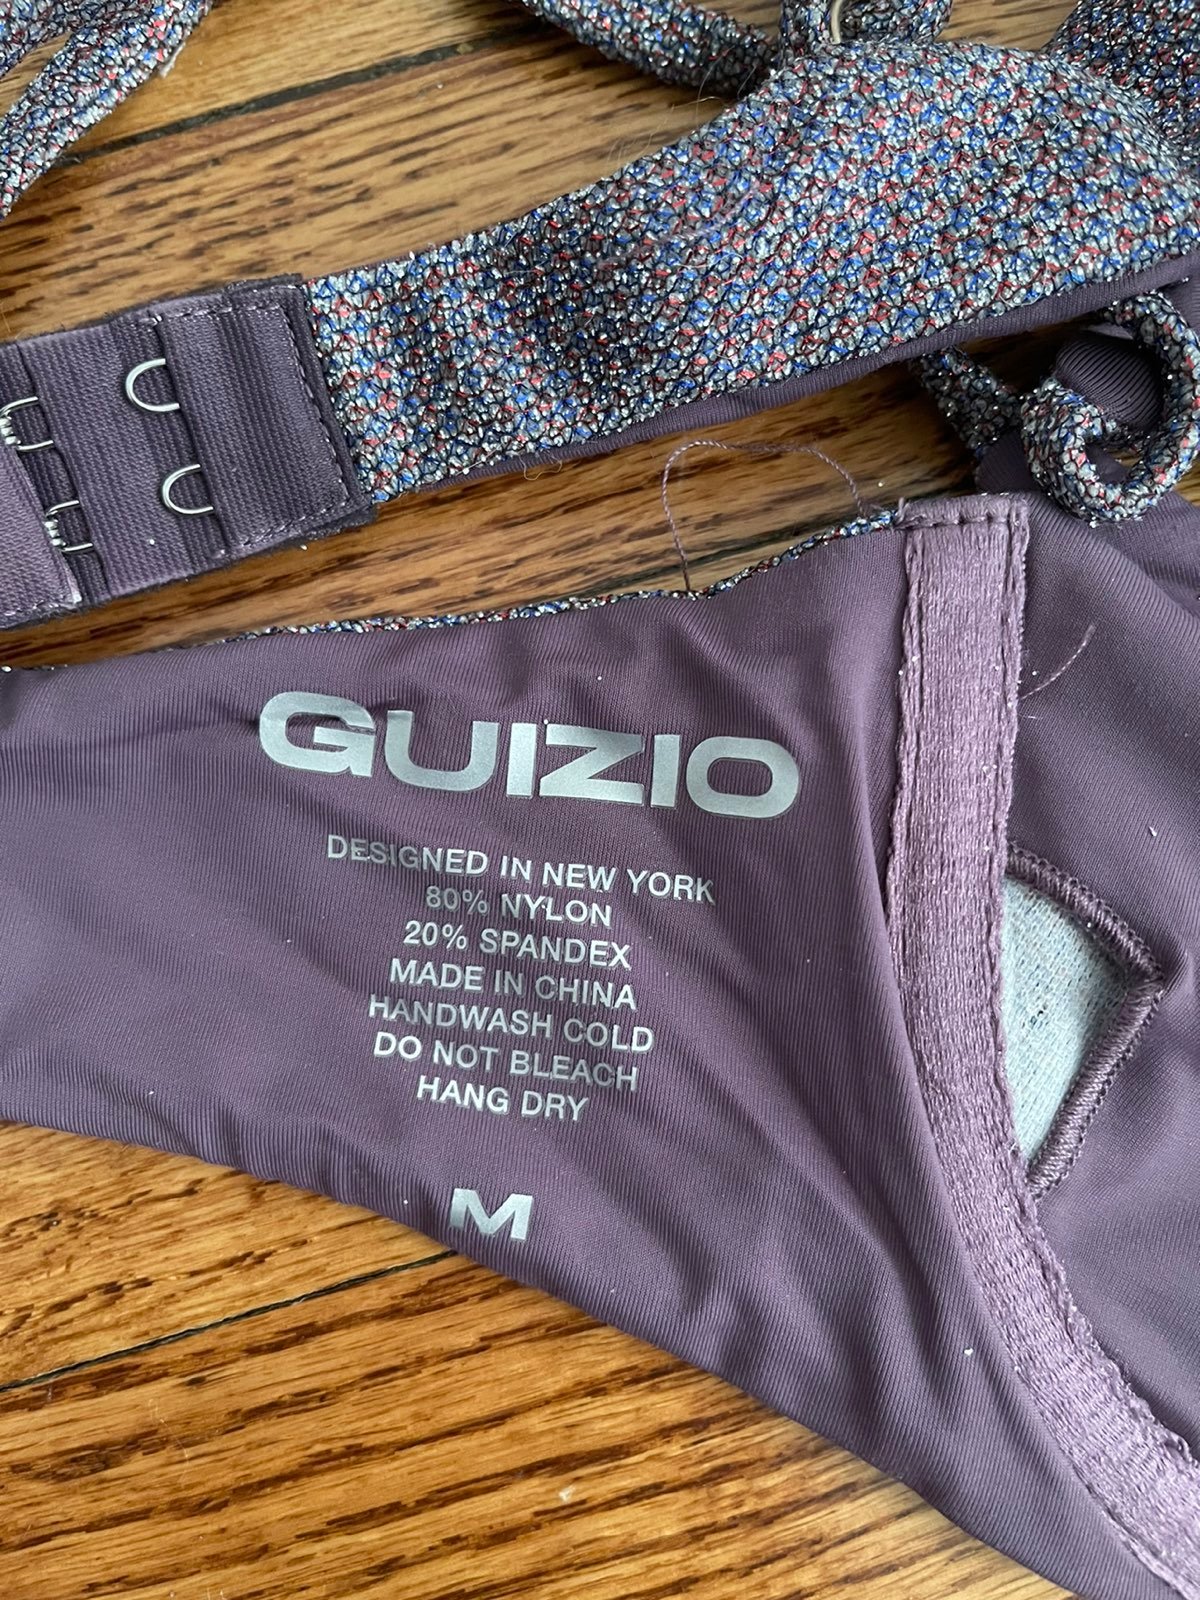 GUIZIO
DESIGNED IN NEW YORK
80% NYLON
20% SPANDEX
MADE IN CHINA
HANDWASH COLD
DO NOT BLEACH
HANG DRY
M